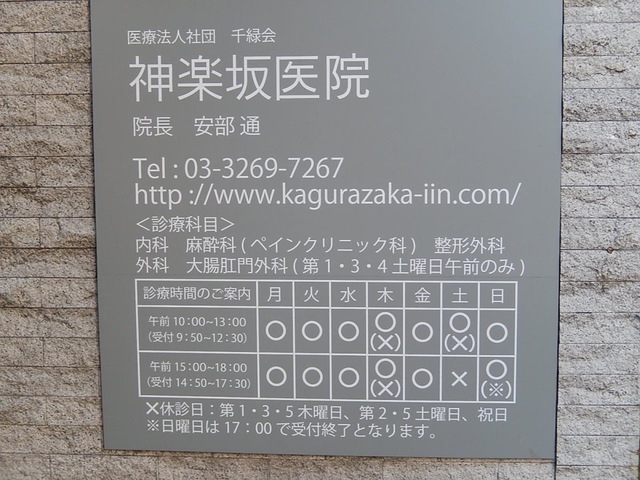 医療法人社団　千緑会
神楽坂医院
院長　安部 通
Tel : 03-3269-7267
http ://www.kagurazaka-iin.com/
＜診療科目＞
内科　麻酔科 ( ペインクリニック科 )　整形外科
外科　大腸肛門外科 ( 第 1・3・4 土曜日午前のみ )
診療時間のご案内 月 火 水 木 金 土 日
午前 10:00~13:00 ○ ○ ○ ○ ○ ○ ○
(受付 9:50~12:30) (×) (×)
午前 15:00~18:00 ○ ○ ○ ○ ○ × ○
(受付 14:50~17:30) (×) (※)
×休診日：第 1・3・5 木曜日、第 2・5 土曜日、祝日
※日曜日は 17：00 で受付終了となります。